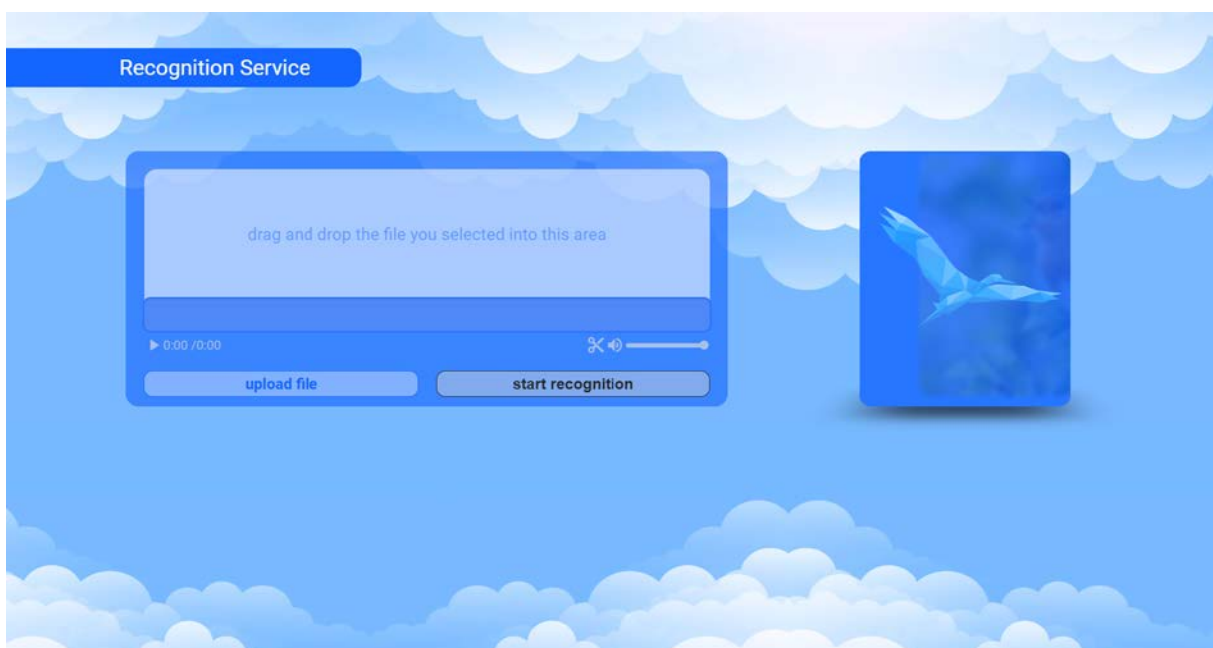 Recognition Service
drag and drop the file you selected into this area
0:00 /0:00
upload file
start recognition